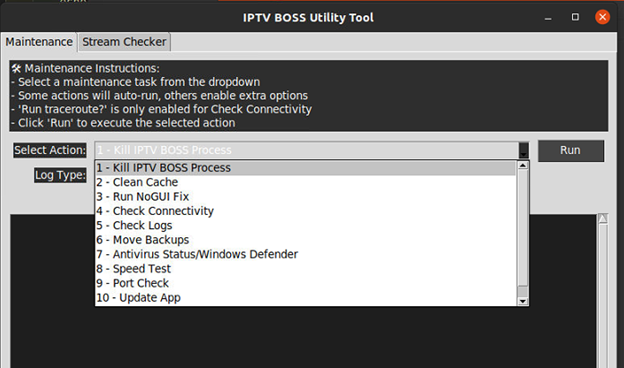 IPTV BOSS Utility Tool
Maintenance Stream Checker
🛠 Maintenance Instructions:
- Select a maintenance task from the dropdown
- Some actions will auto-run, others enable extra options
- 'Run traceroute?' is only enabled for Check Connectivity
- Click 'Run' to execute the selected action
Select Action: 1 - Kill IPTV BOSS Process Run
1 - Kill IPTV BOSS Process
Log Type:
2 - Clean Cache
3 - Run NoGUI Fix
4 - Check Connectivity
5 - Check Logs
6 - Move Backups
7 - Antivirus Status/Windows Defender
8 - Speed Test
9 - Port Check
10 - Update App